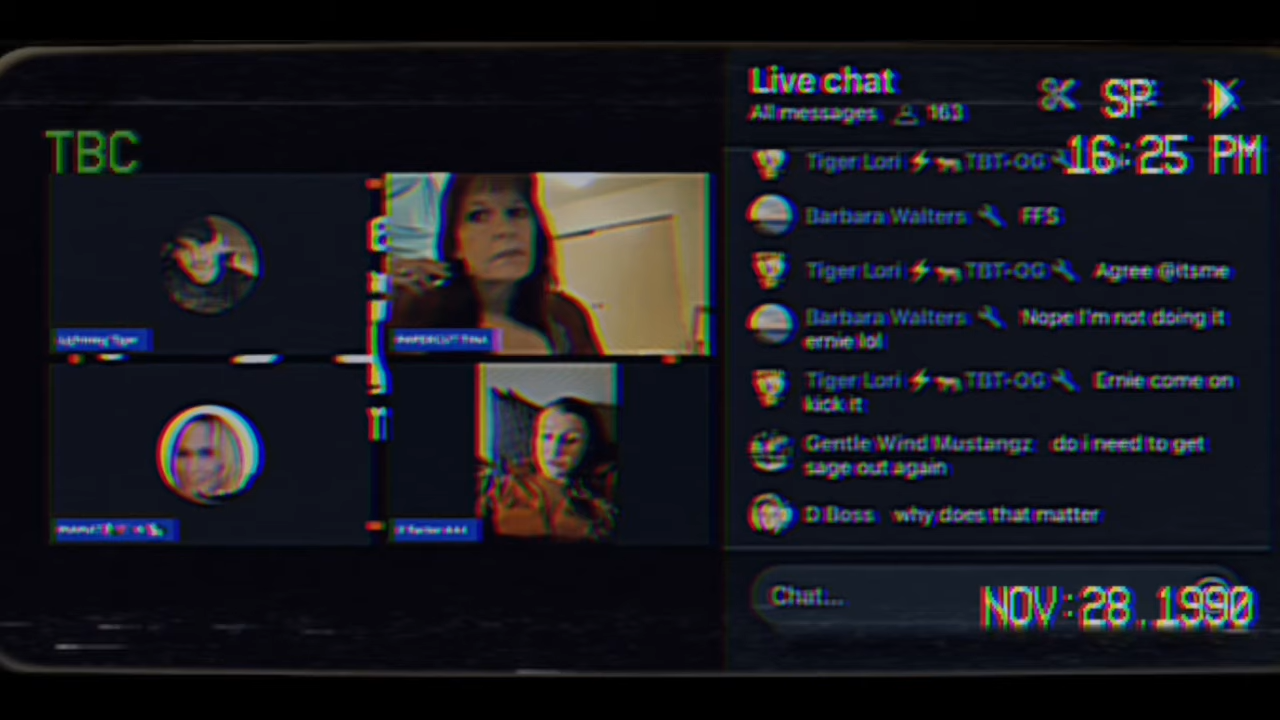 Live chat
SP
All messages 163
TBC
16:25 PM
Tiger Lori TBT-OG
Barbara Walters FFS
Tiger Lori TBT-OG Agree @itsme
Barbara Walters Nope I'm not doing it
ernie lol
Tiger Lori TBT-OG Ernie come on
kick it
Gentle Wind Mustangz do i need to get
sage out again
D Boss why does that matter
Lightning Tiger
Chat...
NOV:28.1990